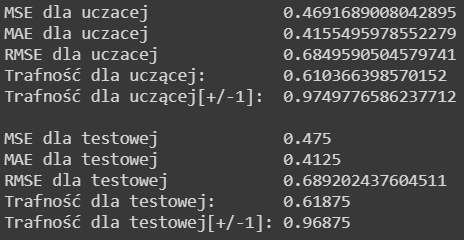 MSE dla uczacej 0.4691689008042895
MAE dla uczacej 0.4155495978552279
RMSE dla uczacej 0.6849590504579741
Trafność dla uczącej: 0.610366398570152
Trafność dla uczącej[+/-1]: 0.9749776586237712
MSE dla testowej 0.475
MAE dla testowej 0.4125
RMSE dla testowej 0.689202437604511
Trafność dla testowej: 0.61875
Trafność dla testowej[+/-1]: 0.96875